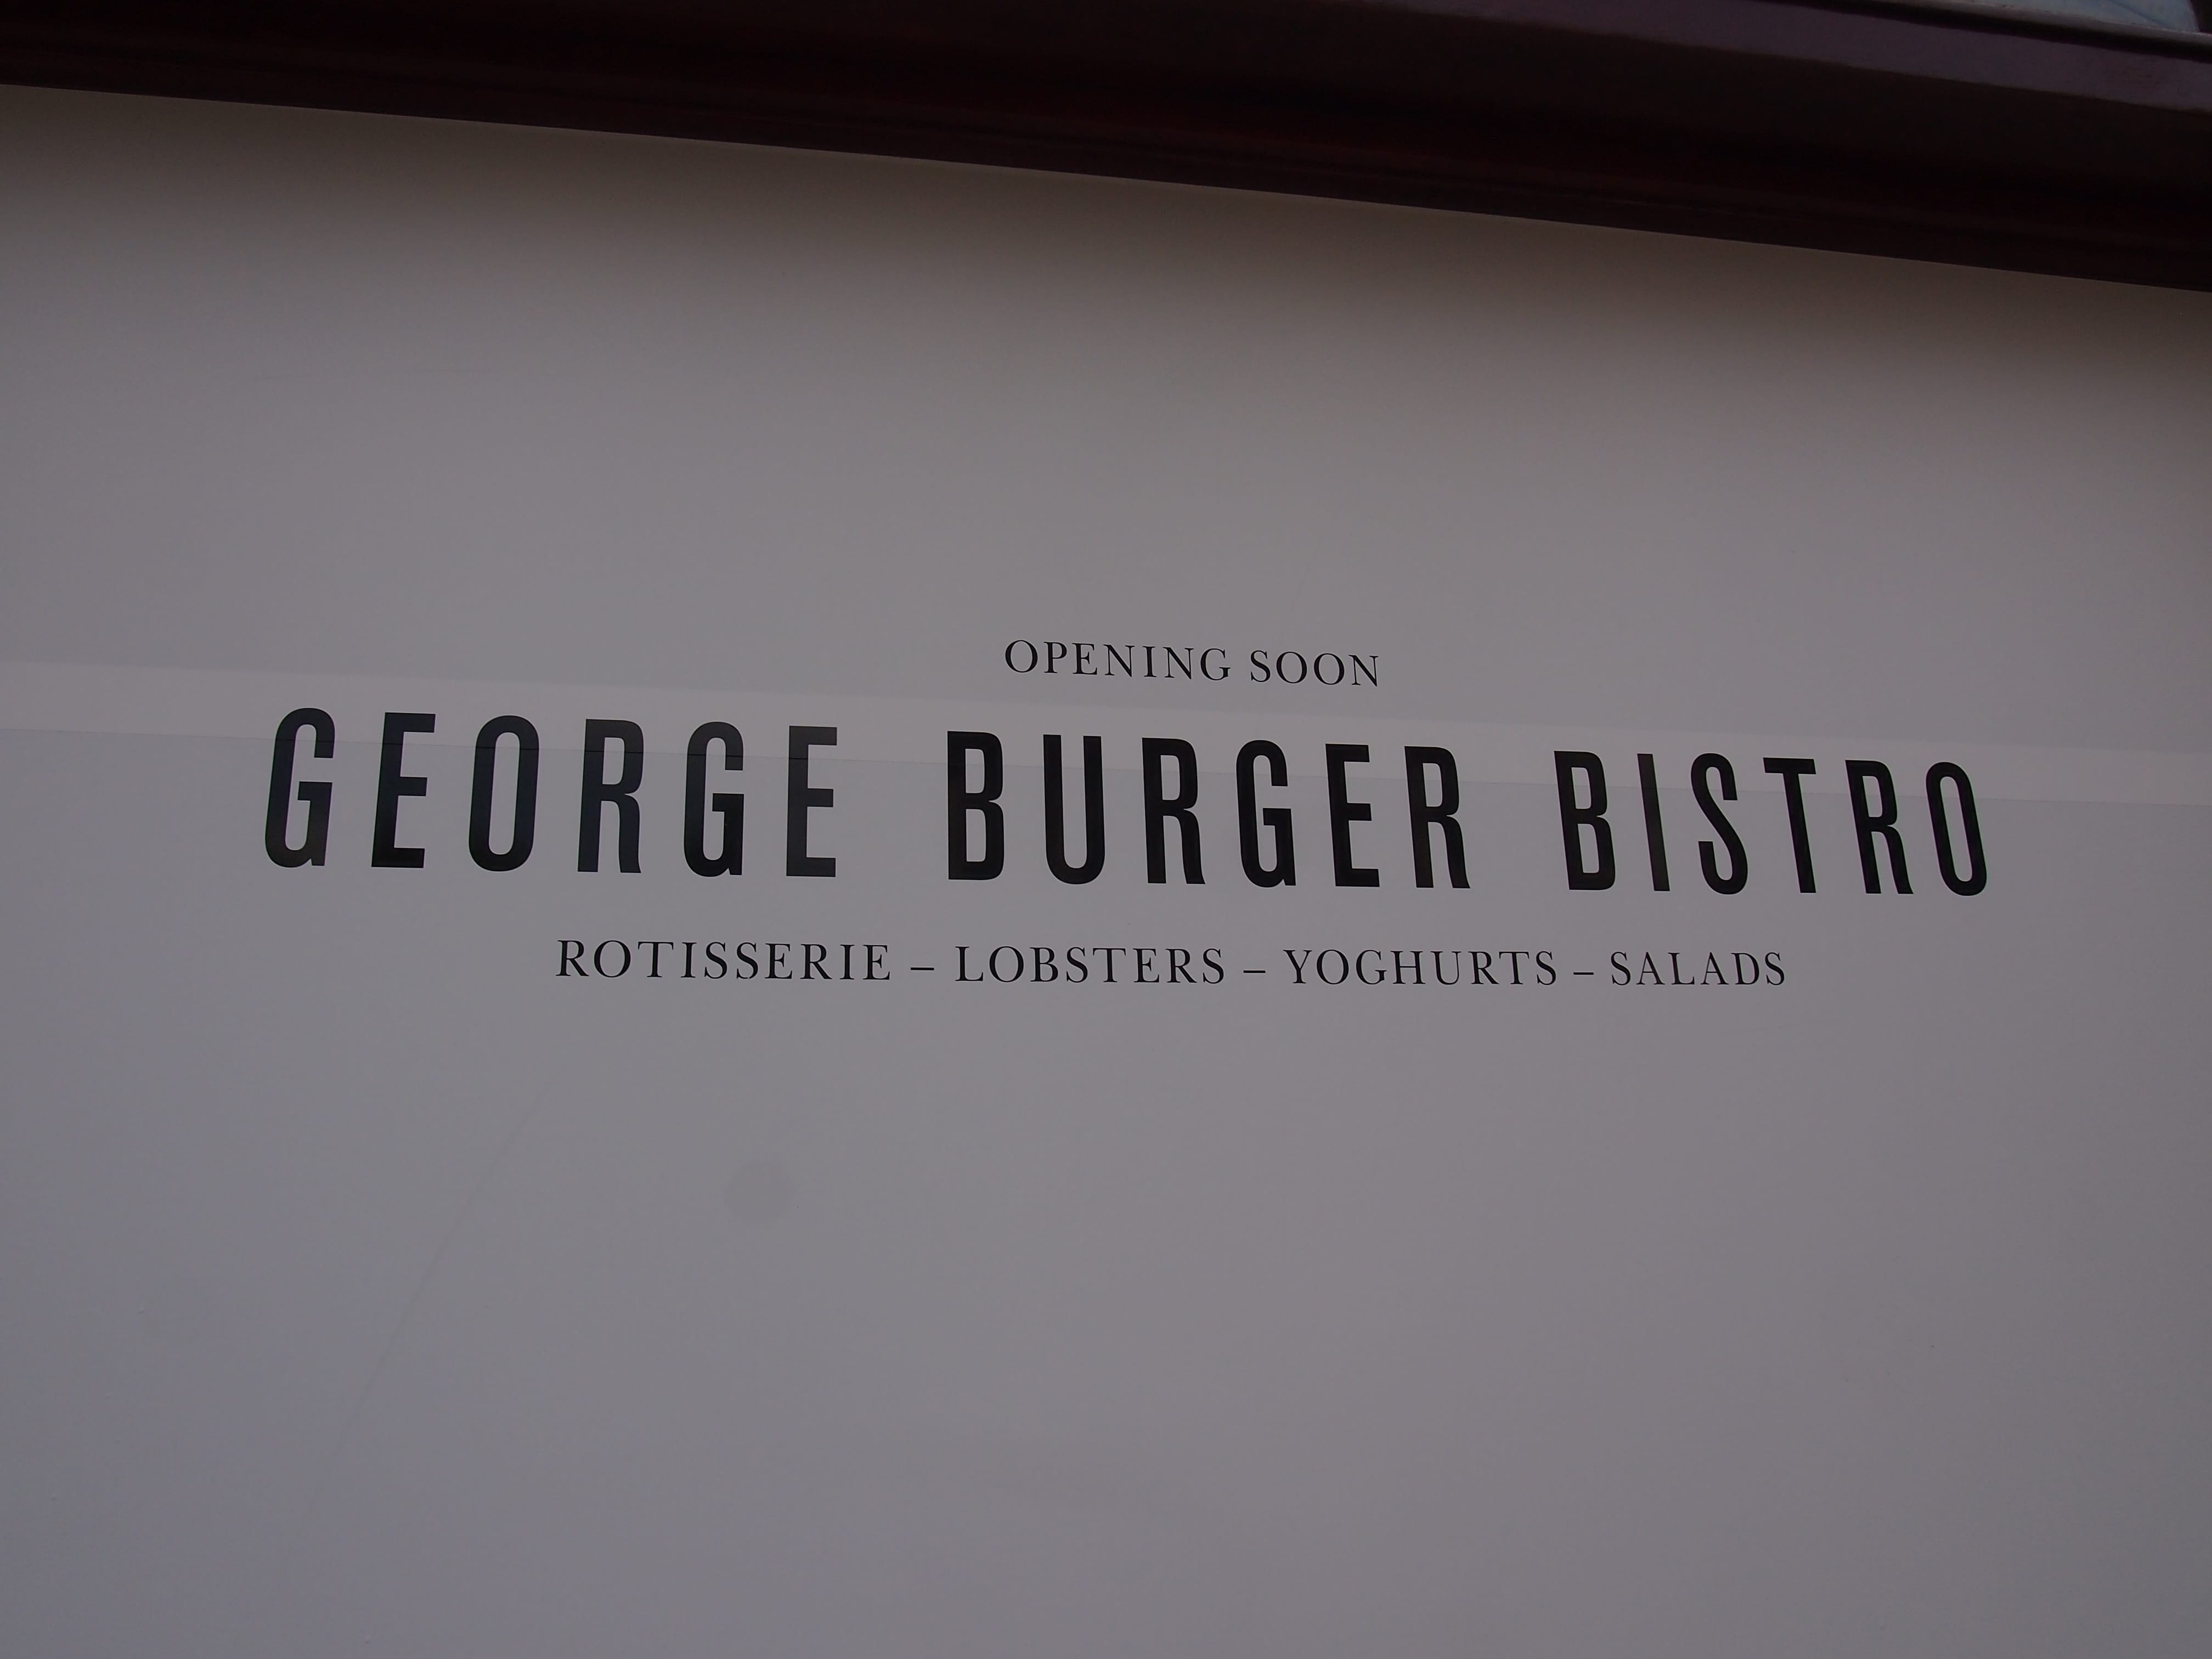 OPENING SOON
GEORGE BURGER BISTRO
ROTISSERIE – LOBSTERS – YOGHURTS – SALADS